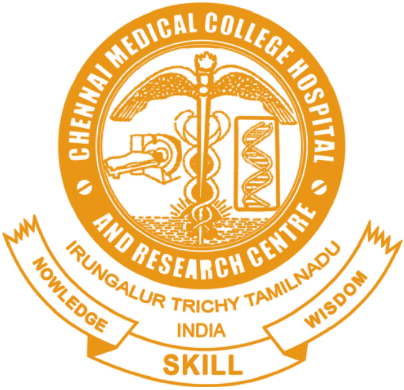 CHENNAI MEDICAL COLLEGE HOSPITAL
AND RESEARCH CENTRE
IRUNGALUR TRICHY TAMILNADU
INDIA
NOWLEDGE
SKILL
WISDOM